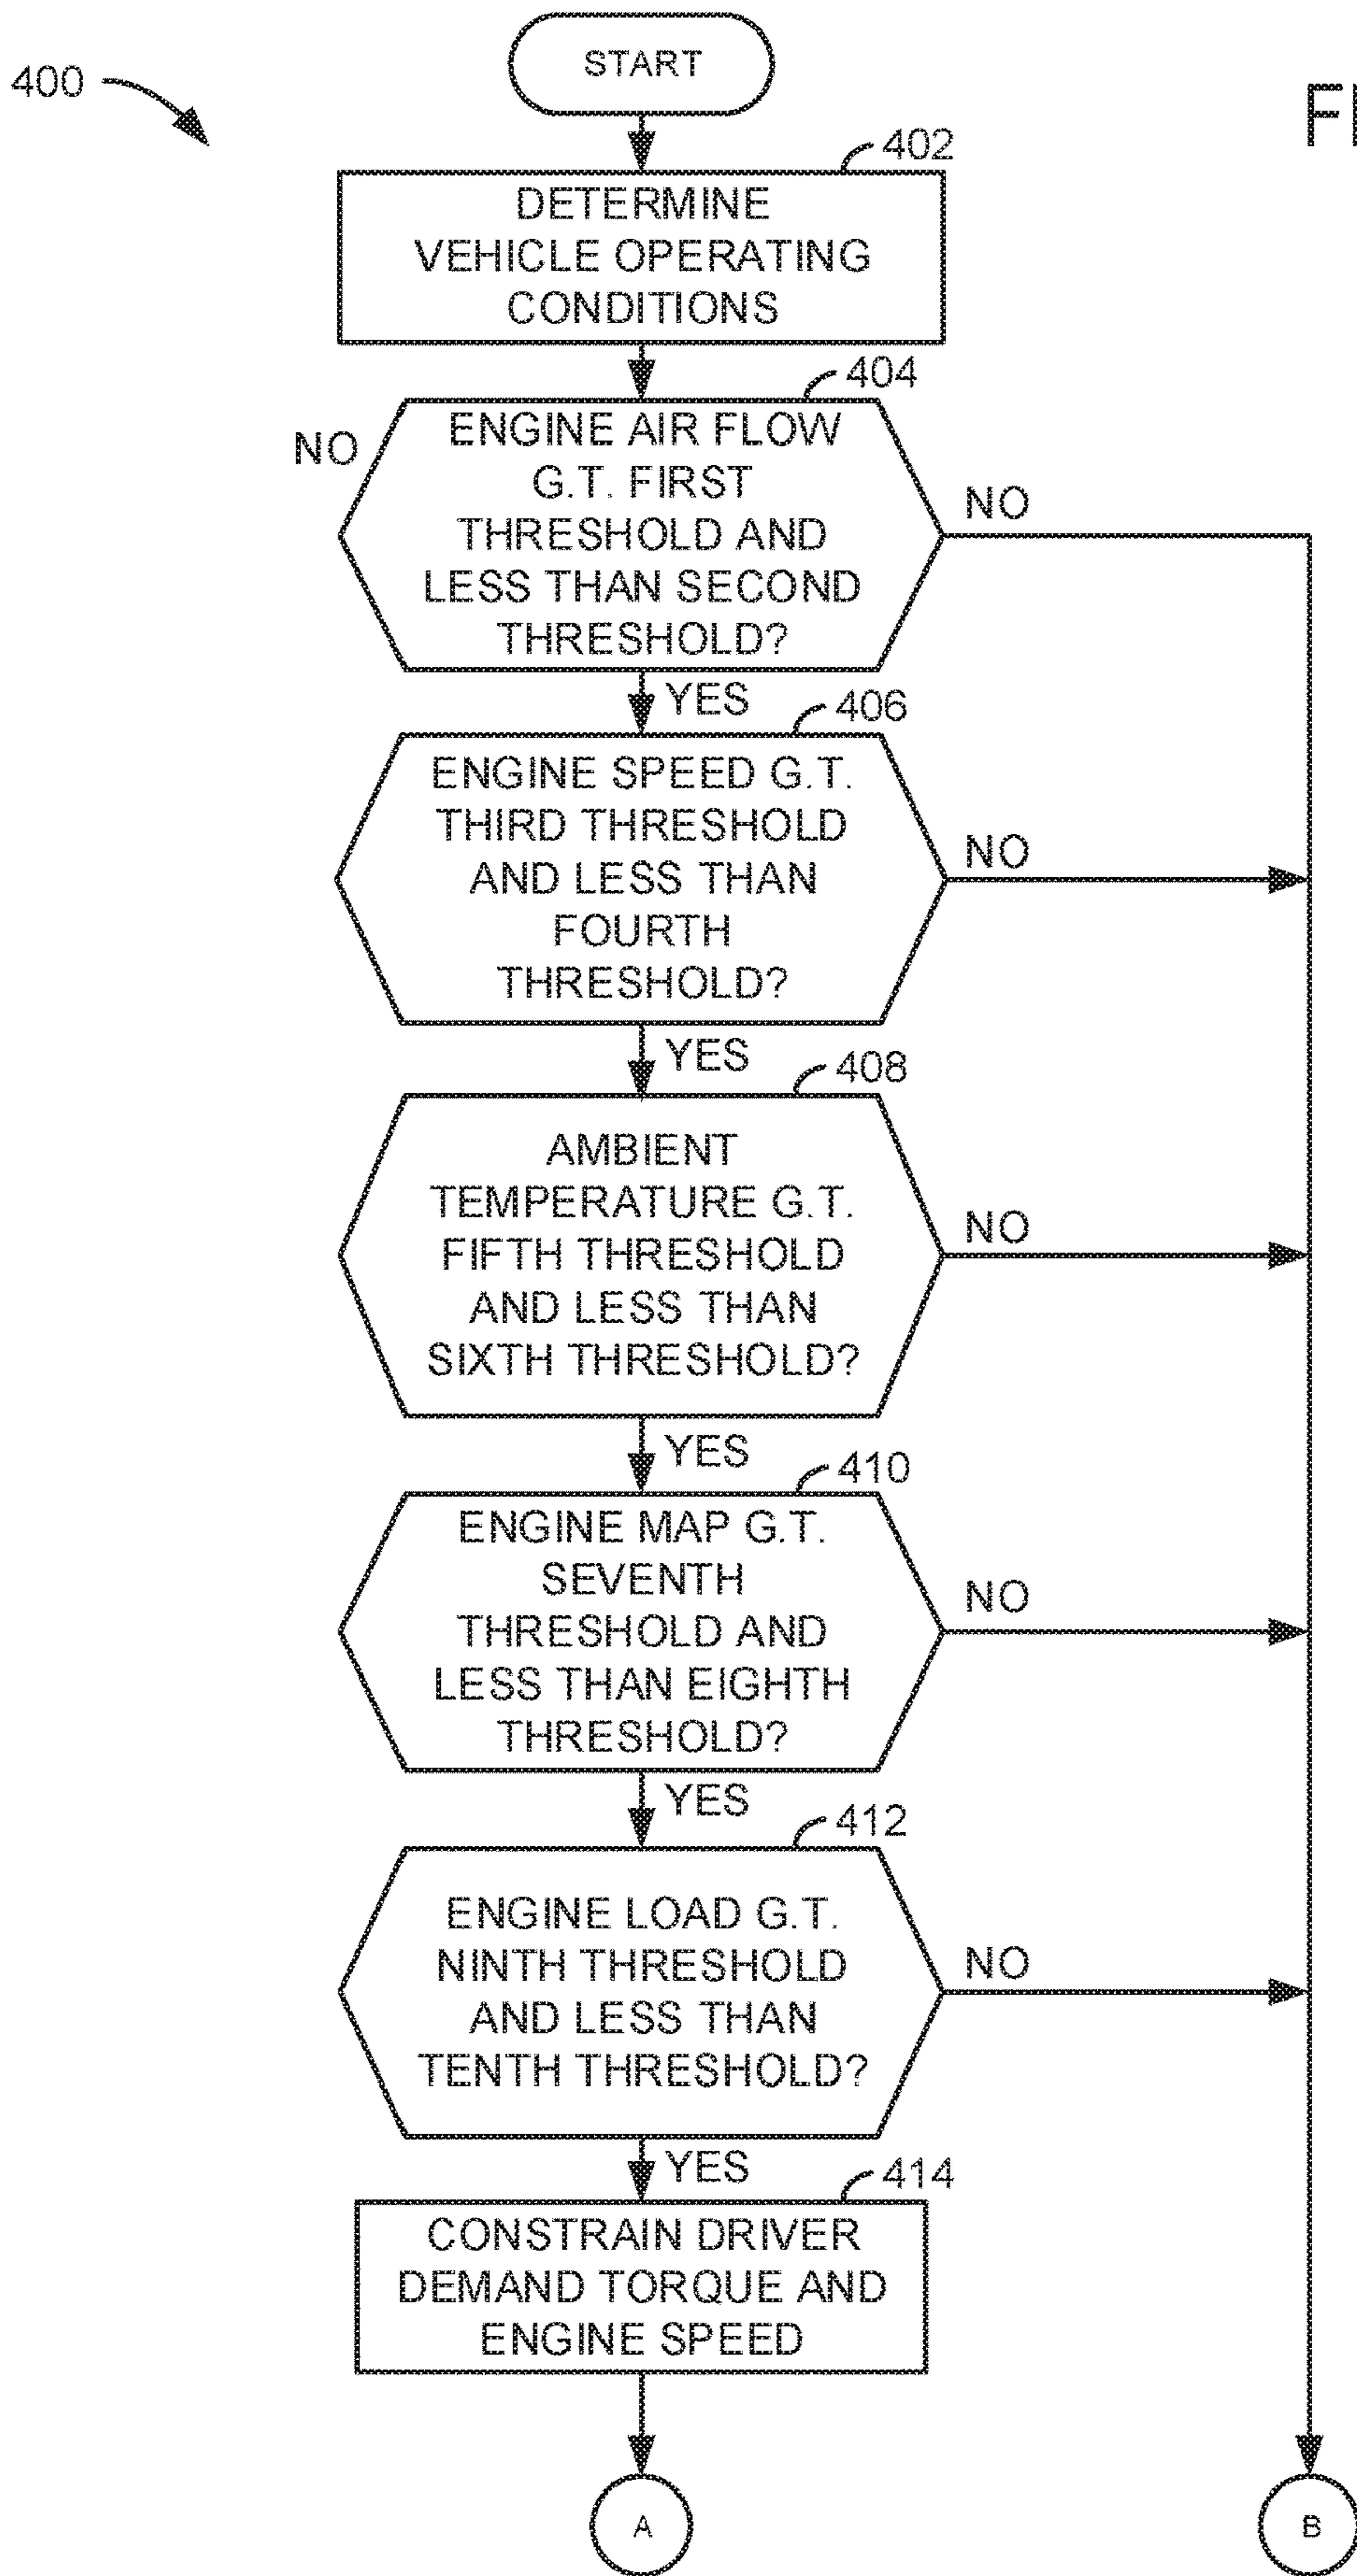 START
400
FI
402
DETERMINE
VEHICLE OPERATING
CONDITIONS
404
NO
ENGINE AIR FLOW
G.T. FIRST
THRESHOLD AND
LESS THAN SECOND
THRESHOLD?
NO
YES
406
ENGINE SPEED G.T.
THIRD THRESHOLD
AND LESS THAN
FOURTH
THRESHOLD?
NO
YES
408
AMBIENT
TEMPERATURE G.T.
FIFTH THRESHOLD
AND LESS THAN
SIXTH THRESHOLD?
NO
YES
410
ENGINE MAP G.T.
SEVENTH
THRESHOLD AND
LESS THAN EIGHTH
THRESHOLD?
NO
YES
412
ENGINE LOAD G.T.
NINTH THRESHOLD
AND LESS THAN
TENTH THRESHOLD?
NO
YES
414
CONSTRAIN DRIVER
DEMAND TORQUE AND
ENGINE SPEED
A
B